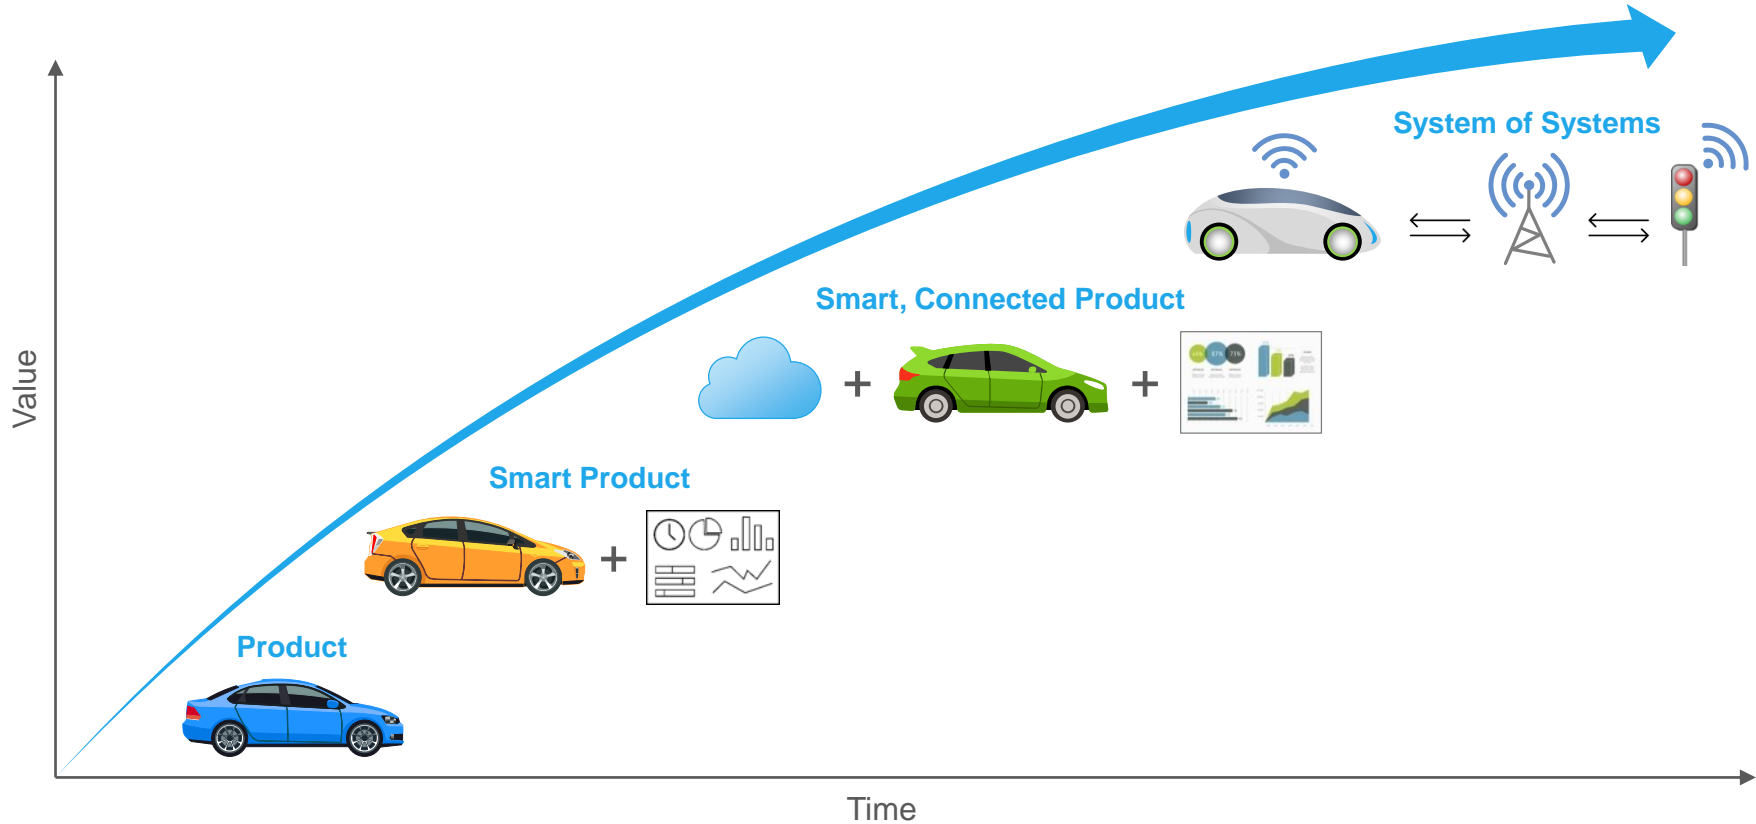 System of Systems
Smart, Connected Product
Value
Smart Product
Product
Time